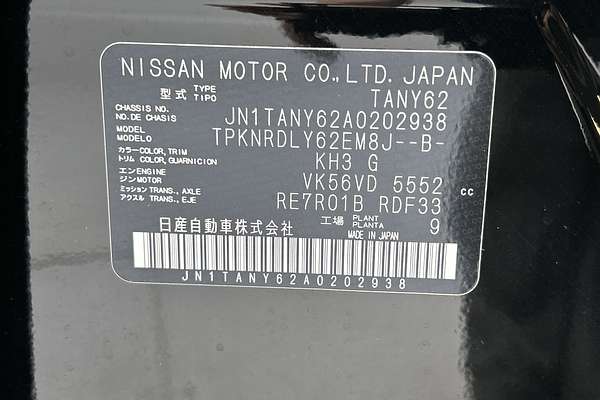 NISSAN MOTOR CO.,LTD. JAPAN
型式 TYPE TIPO TANY62
CHASSIS NO. NO.DE CHASIS JN1TANY62A0202938
MODEL MODELO TPKNRDLY62EM8J--B-
カラー COLOR, TRIM トリム COLOR, GUARNICION KH3 G
エンヂン ENGINE ジン MOTOR VK56VD 5552 cc
ミッション TRANS., AXLE アクスル TRANS., EJE RE7R01B RDF33
日産自動車株式会社 工場 PLANT PLANTA 9
MADE IN JAPAN
JN1TANY62A0202938